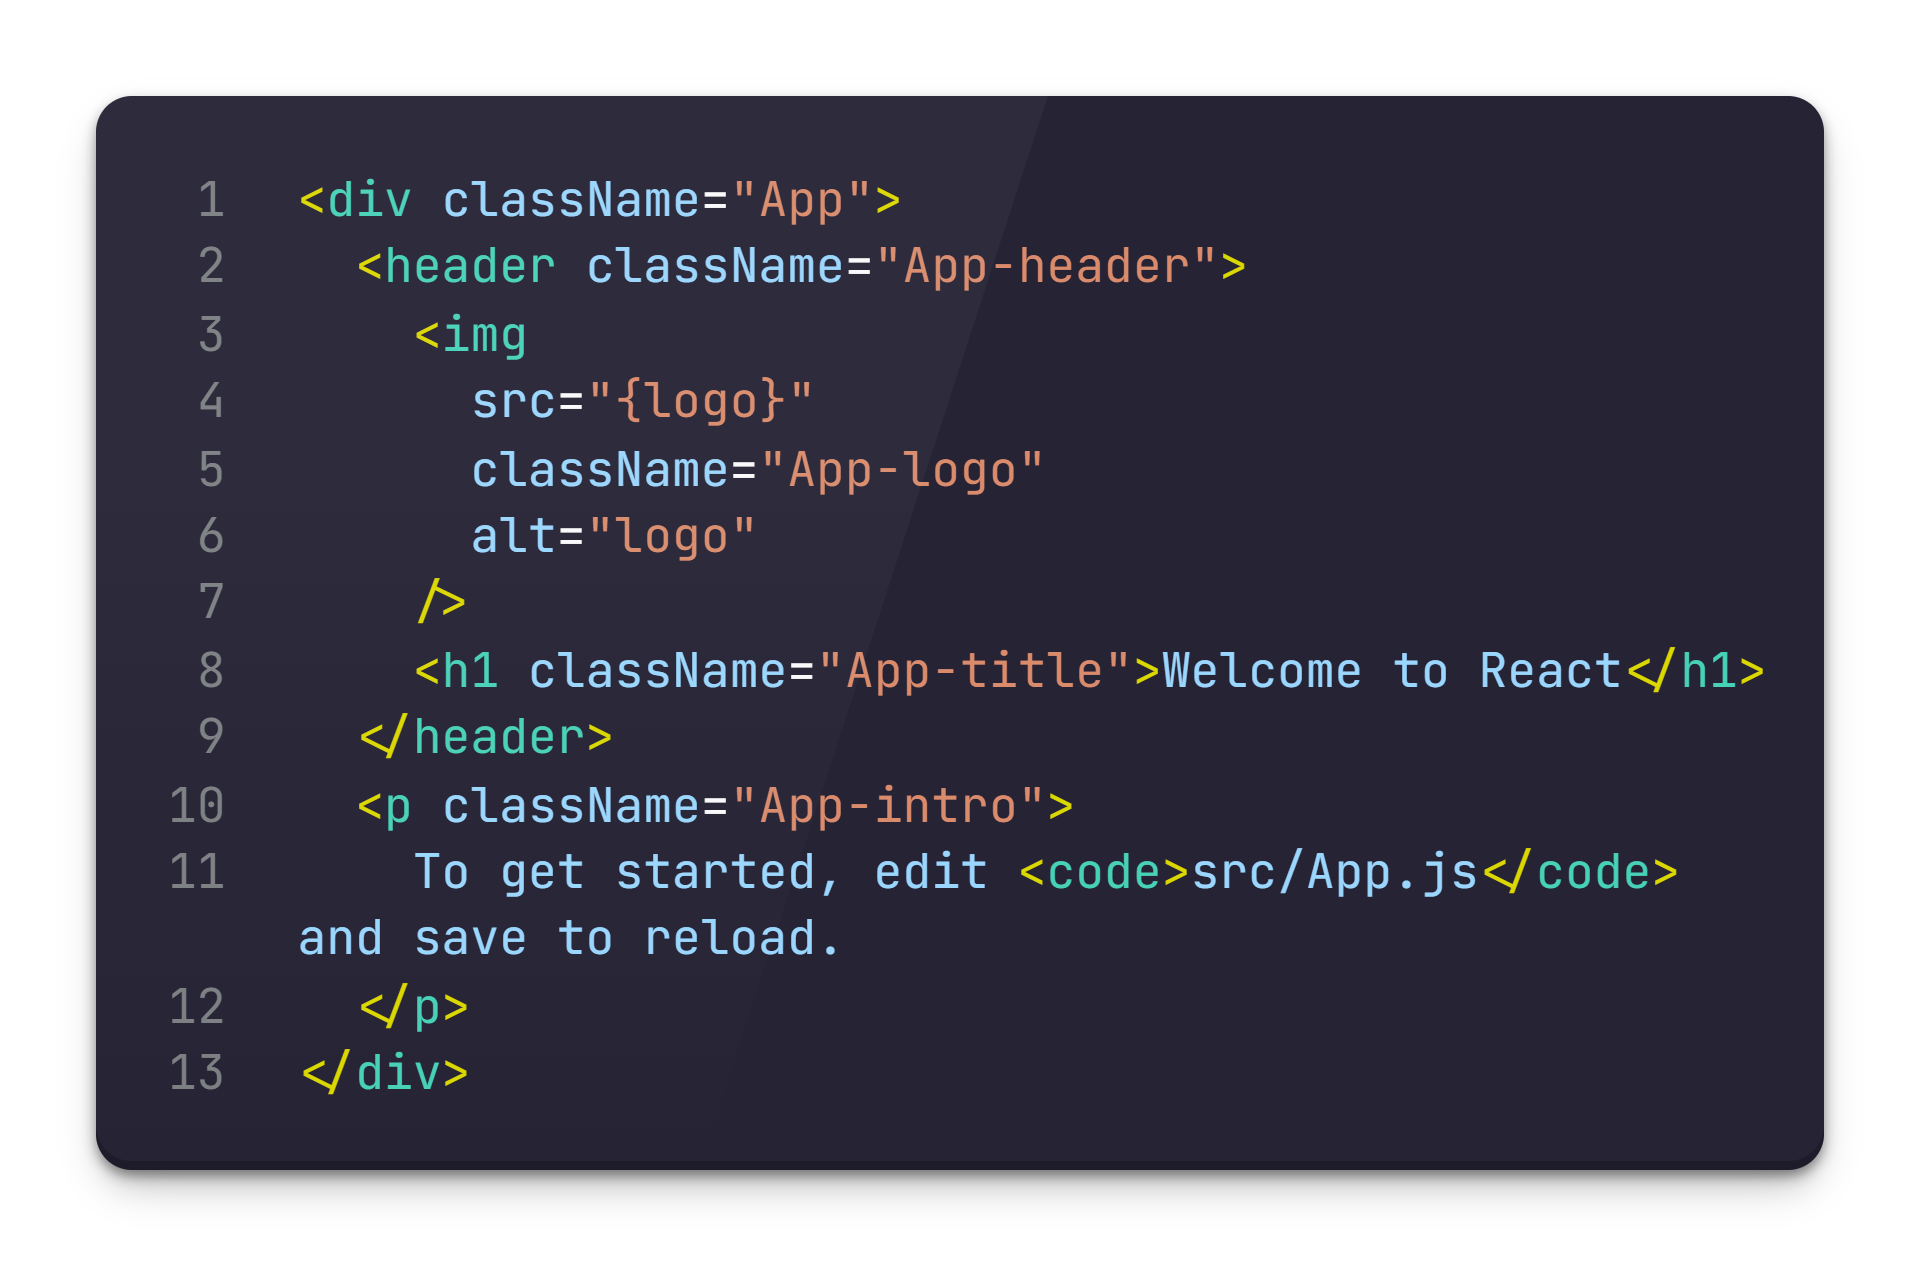 1 <div className="App">
2 <header className="App-header">
3 <img
4 src="{logo}"
5 className="App-logo"
6 alt="logo"
7 />
8 <h1 className="App-title">Welcome to React</h1>
9 </header>
10 <p className="App-intro">
11 To get started, edit <code>src/App.js</code>
and save to reload.
12 </p>
13 </div>